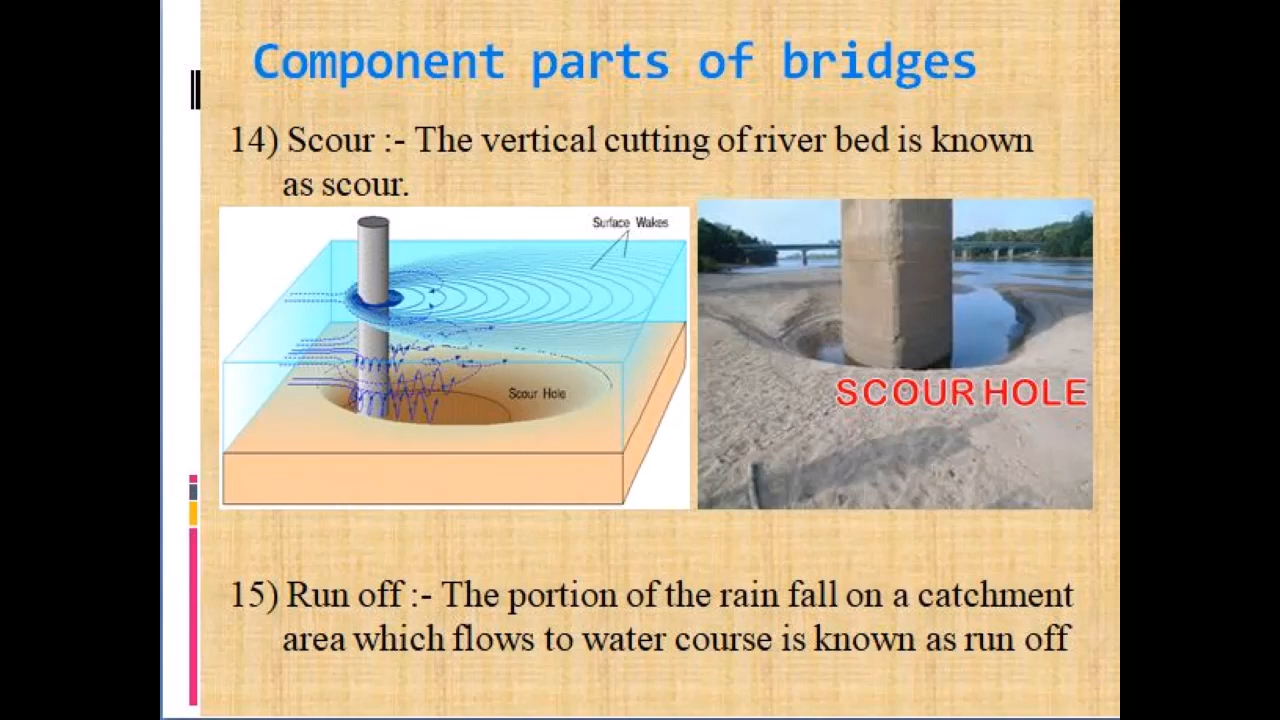 Component parts of bridges
14) Scour :- The vertical cutting of river bed is known
as scour.
Surface Wakes
Scour Hole
SCOUR HOLE
15) Run off :- The portion of the rain fall on a catchment
area which flows to water course is known as run off